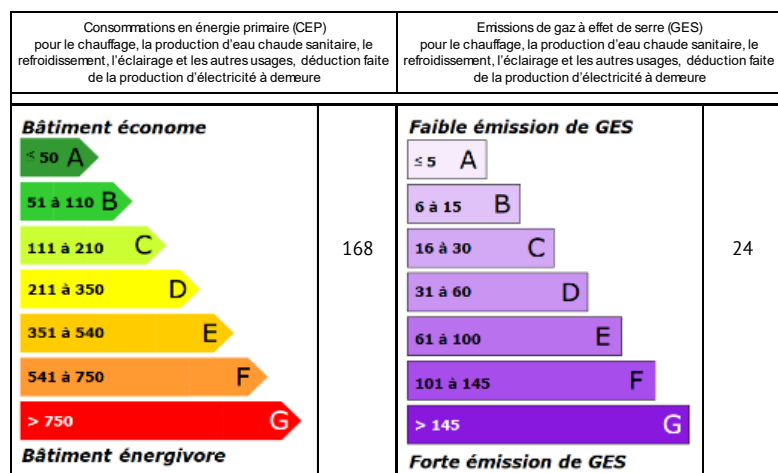 Consommations en énergie primaire (CEP)
pour le chauffage, la production d'eau chaude sanitaire, le
refroidissement, l'éclairage et les autres usages, déduction faite
de la production d'électricité à demeure
Emissions de gaz à effet de serre (GES)
pour le chauffage, la production d'eau chaude sanitaire, le
refroidissement, l'éclairage et les autres usages, déduction faite
de la production d'électricité à demeure
Bâtiment économe
≤ 50 A
51 à 110 B
111 à 210 C
211 à 350 D
351 à 540 E
541 à 750 F
> 750 G
Bâtiment énergivore
168
Faible émission de GES
≤ 5 A
6 à 15 B
16 à 30 C
31 à 60 D
61 à 100 E
101 à 145 F
> 145 G
Forte émission de GES
24